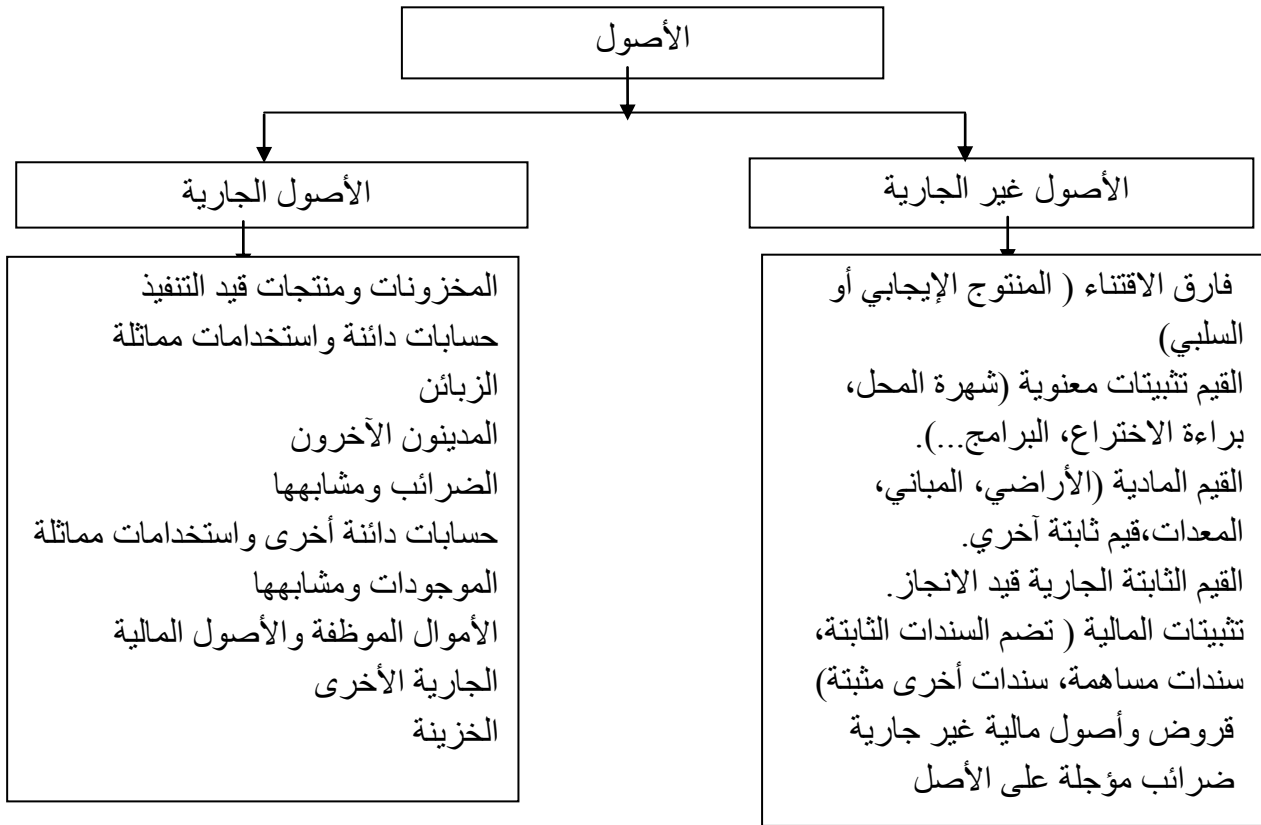 الأصول
الأصول غير الجارية
الأصول الجارية
فارق الاقتناء ( المنتوج الإيجابي أو
السلبي)
القيم تثبيتات معنوية (شهرة المحل،
براءة الاختراع، البرامج...).
القيم المادية (الأراضي، المباني،
المعدات،قيم ثابتة آخري.
القيم الثابتة الجارية قيد الانجاز.
تثبيتات المالية ( تضم السندات الثابتة،
سندات مساهمة، سندات أخرى مثبتة)
قروض وأصول مالية غير جارية
ضرائب مؤجلة على الأصل
المخزونات ومنتجات قيد التنفيذ
حسابات دائنة واستخدامات مماثلة
الزبائن
المدينون الآخرون
الضرائب ومشابهها
حسابات دائنة أخرى واستخدامات مماثلة
الموجودات ومشابهها
الأموال الموظفة والأصول المالية
الجارية الأخرى
الخزينة